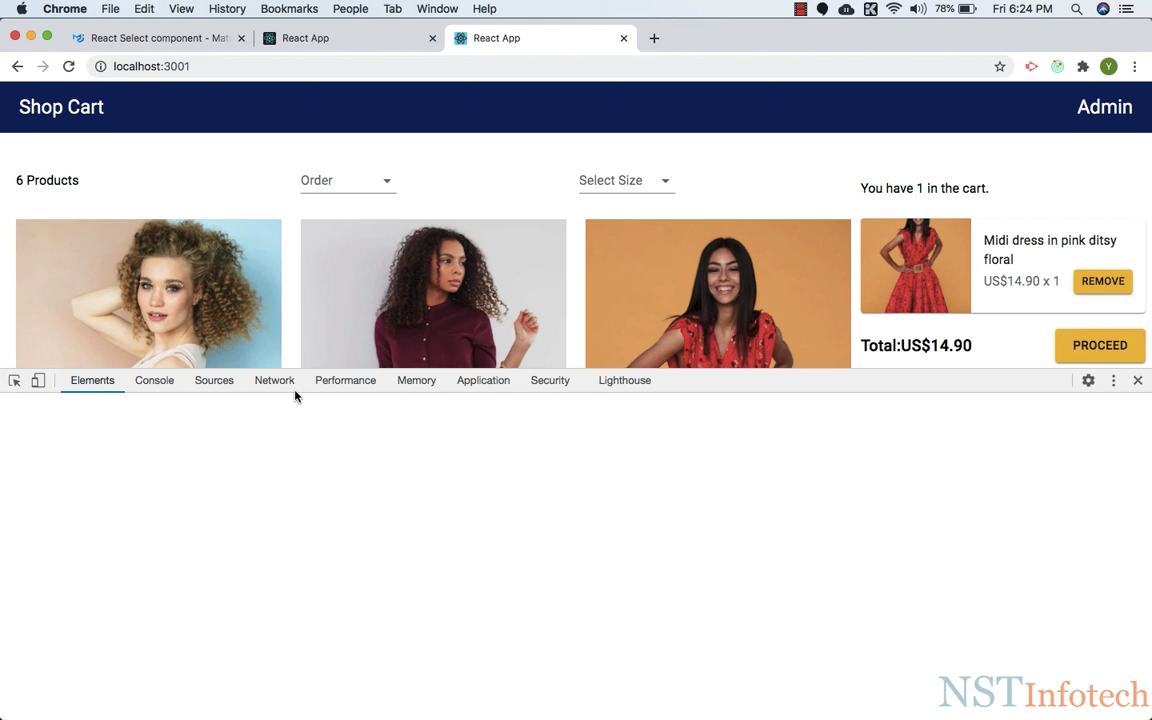 Chrome File Edit View History Bookmarks People Tab Window Help 78% Fri 6:24 PM
React Select component - Mat React App React App
localhost:3001 Y
Shop Cart Admin
6 Products Order Select Size
You have 1 in the cart.
Midi dress in pink ditsy
floral
US$14.90 x 1 REMOVE
Total:US$14.90 PROCEED
Elements Console Sources Network Performance Memory Application Security Lighthouse
NSTInfotech